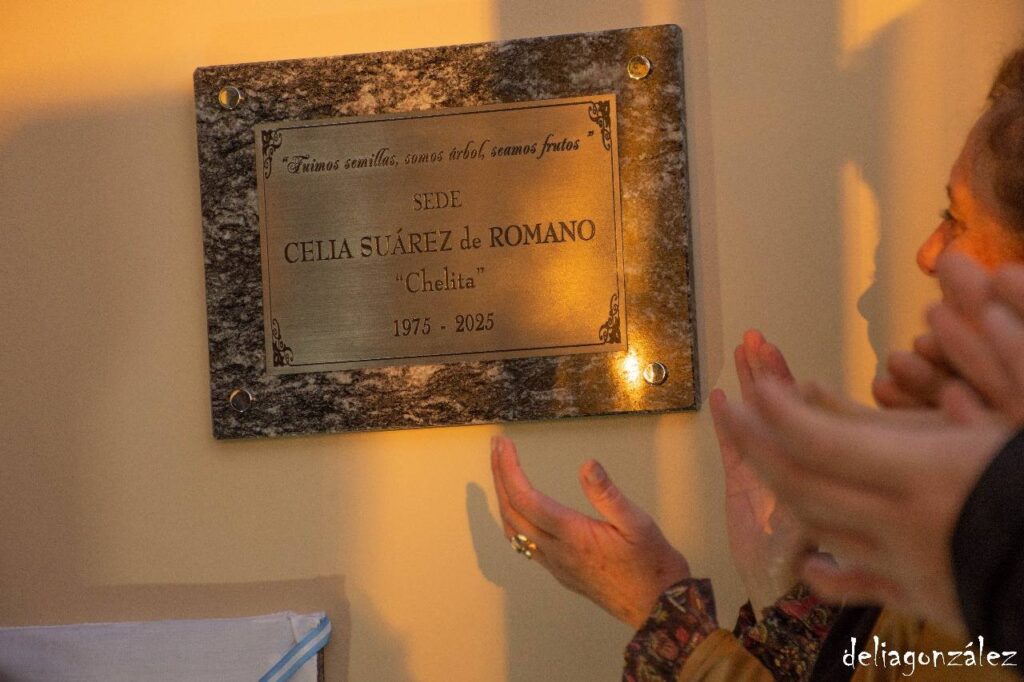 “Fuimos semillas, somos árbol, seamos frutos”
SEDE
CELIA SUÁREZ de ROMANO
“Chelita”
1975 - 2025
deliagonzález